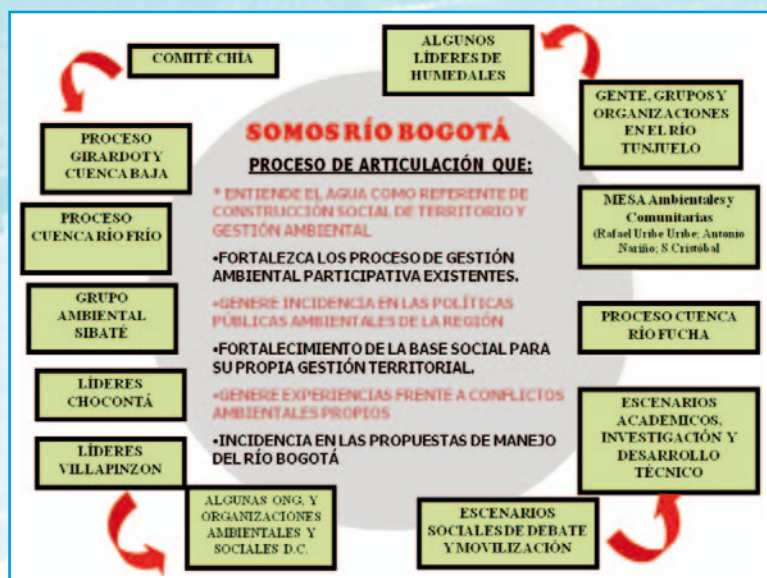 COMITÉ CHÍA
ALGUNOS
LÍDERES DE
HUMEDALES
PROCESO
GIRARDOT Y
CUENCA BAJA
PROCESO
CUENCA RÍO FRÍO
GRUPO
AMBIENTAL
SIBATÉ
LÍDERES
CHOCONTÁ
LÍDERES
VILLAPINZON
ALGUNAS ONG, Y
ORGANIZACIONES
AMBIENTALES Y
SOCIALES D.C.
SOMOS RÍO BOGOTÁ
PROCESO DE ARTICULACIÓN QUE:
* ENTIENDE EL AGUA COMO REFERENTE DE
CONSTRUCCIÓN SOCIAL DE TERRITORIO Y
GESTIÓN AMBIENTAL
•FORTALEZCA LOS PROCESO DE GESTIÓN
AMBIENTAL PARTICIPATIVA EXISTENTES.
•GENERE INCIDENCIA EN LAS POLÍTICAS
PÚBLICAS AMBIENTALES DE LA REGIÓN
•FORTALECIMIENTO DE LA BASE SOCIAL PARA
SU PROPIA GESTIÓN TERRITORIAL.
•GENERE EXPERIENCIAS FRENTE A CONFLICTOS
AMBIENTALES PROPIOS
•INCIDENCIA EN LAS PROPUESTAS DE MANEJO
DEL RÍO BOGOTÁ
GENTE, GRUPOS Y
ORGANIZACIONES
EN EL RÍO
TUNJUELO
MESA Ambientales y
Comunitarias
(Rafael Uribe Uribe; Antonio
Nariño; S.Cristóbal
PROCESO CUENCA
RÍO FUCHA
ESCENARIOS
ACADEMICOS,
INVESTIGACIÓN Y
DESARROLLO
TÉCNICO
ESCENARIOS
SOCIALES DE DEBATE
Y MOVILIZACIÓN